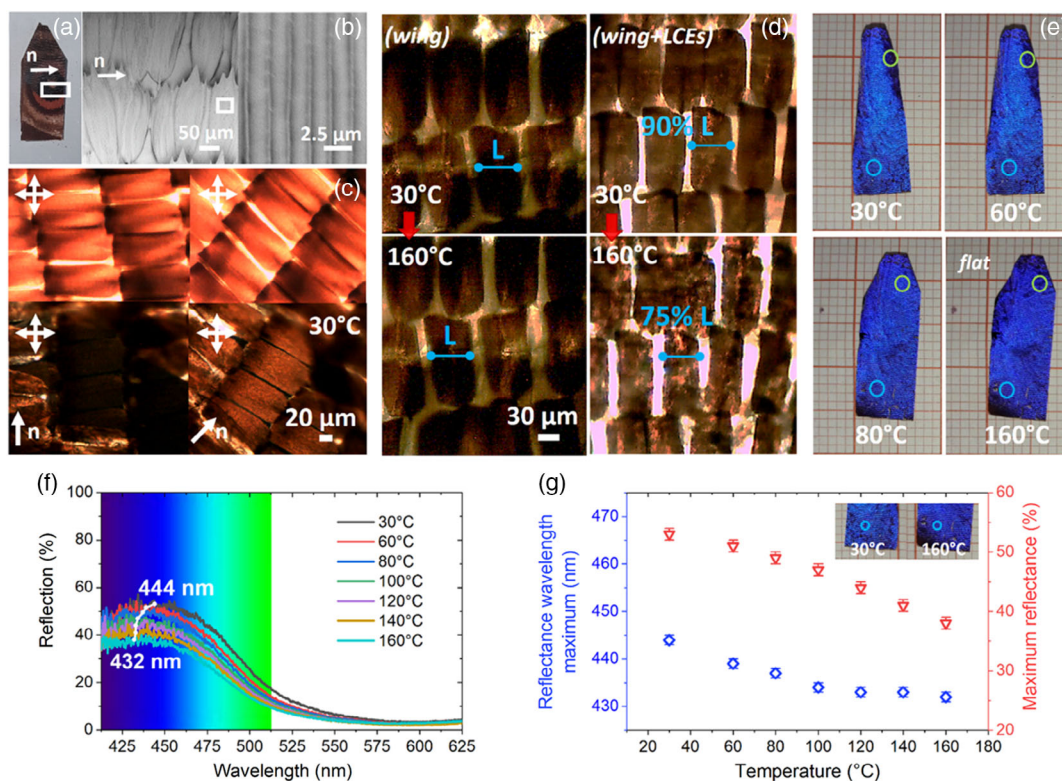 (a)
n
(b)
n
50 μm
2.5 μm
(c)
30°C
n
n
20 μm
(wing)
(wing+LCEs)
(d)
L
90% L
30°C
30°C
160°C
160°C
L
75% L
30 μm
(e)
30°C
60°C
flat
80°C
160°C
(f)
Reflection (%)
100
80
60
40
20
0
444 nm
432 nm
30°C
60°C
80°C
100°C
120°C
140°C
160°C
425 450 475 500 525 550 575 600 625
Wavelength (nm)
(g)
Reflectance wavelength
maximum (nm)
470
460
450
440
430
30°C
160°C
60
50
40
30
20
10
0
Maximum reflectance (%)
20 40 60 80 100 120 140 160 180
Temperature (°C)